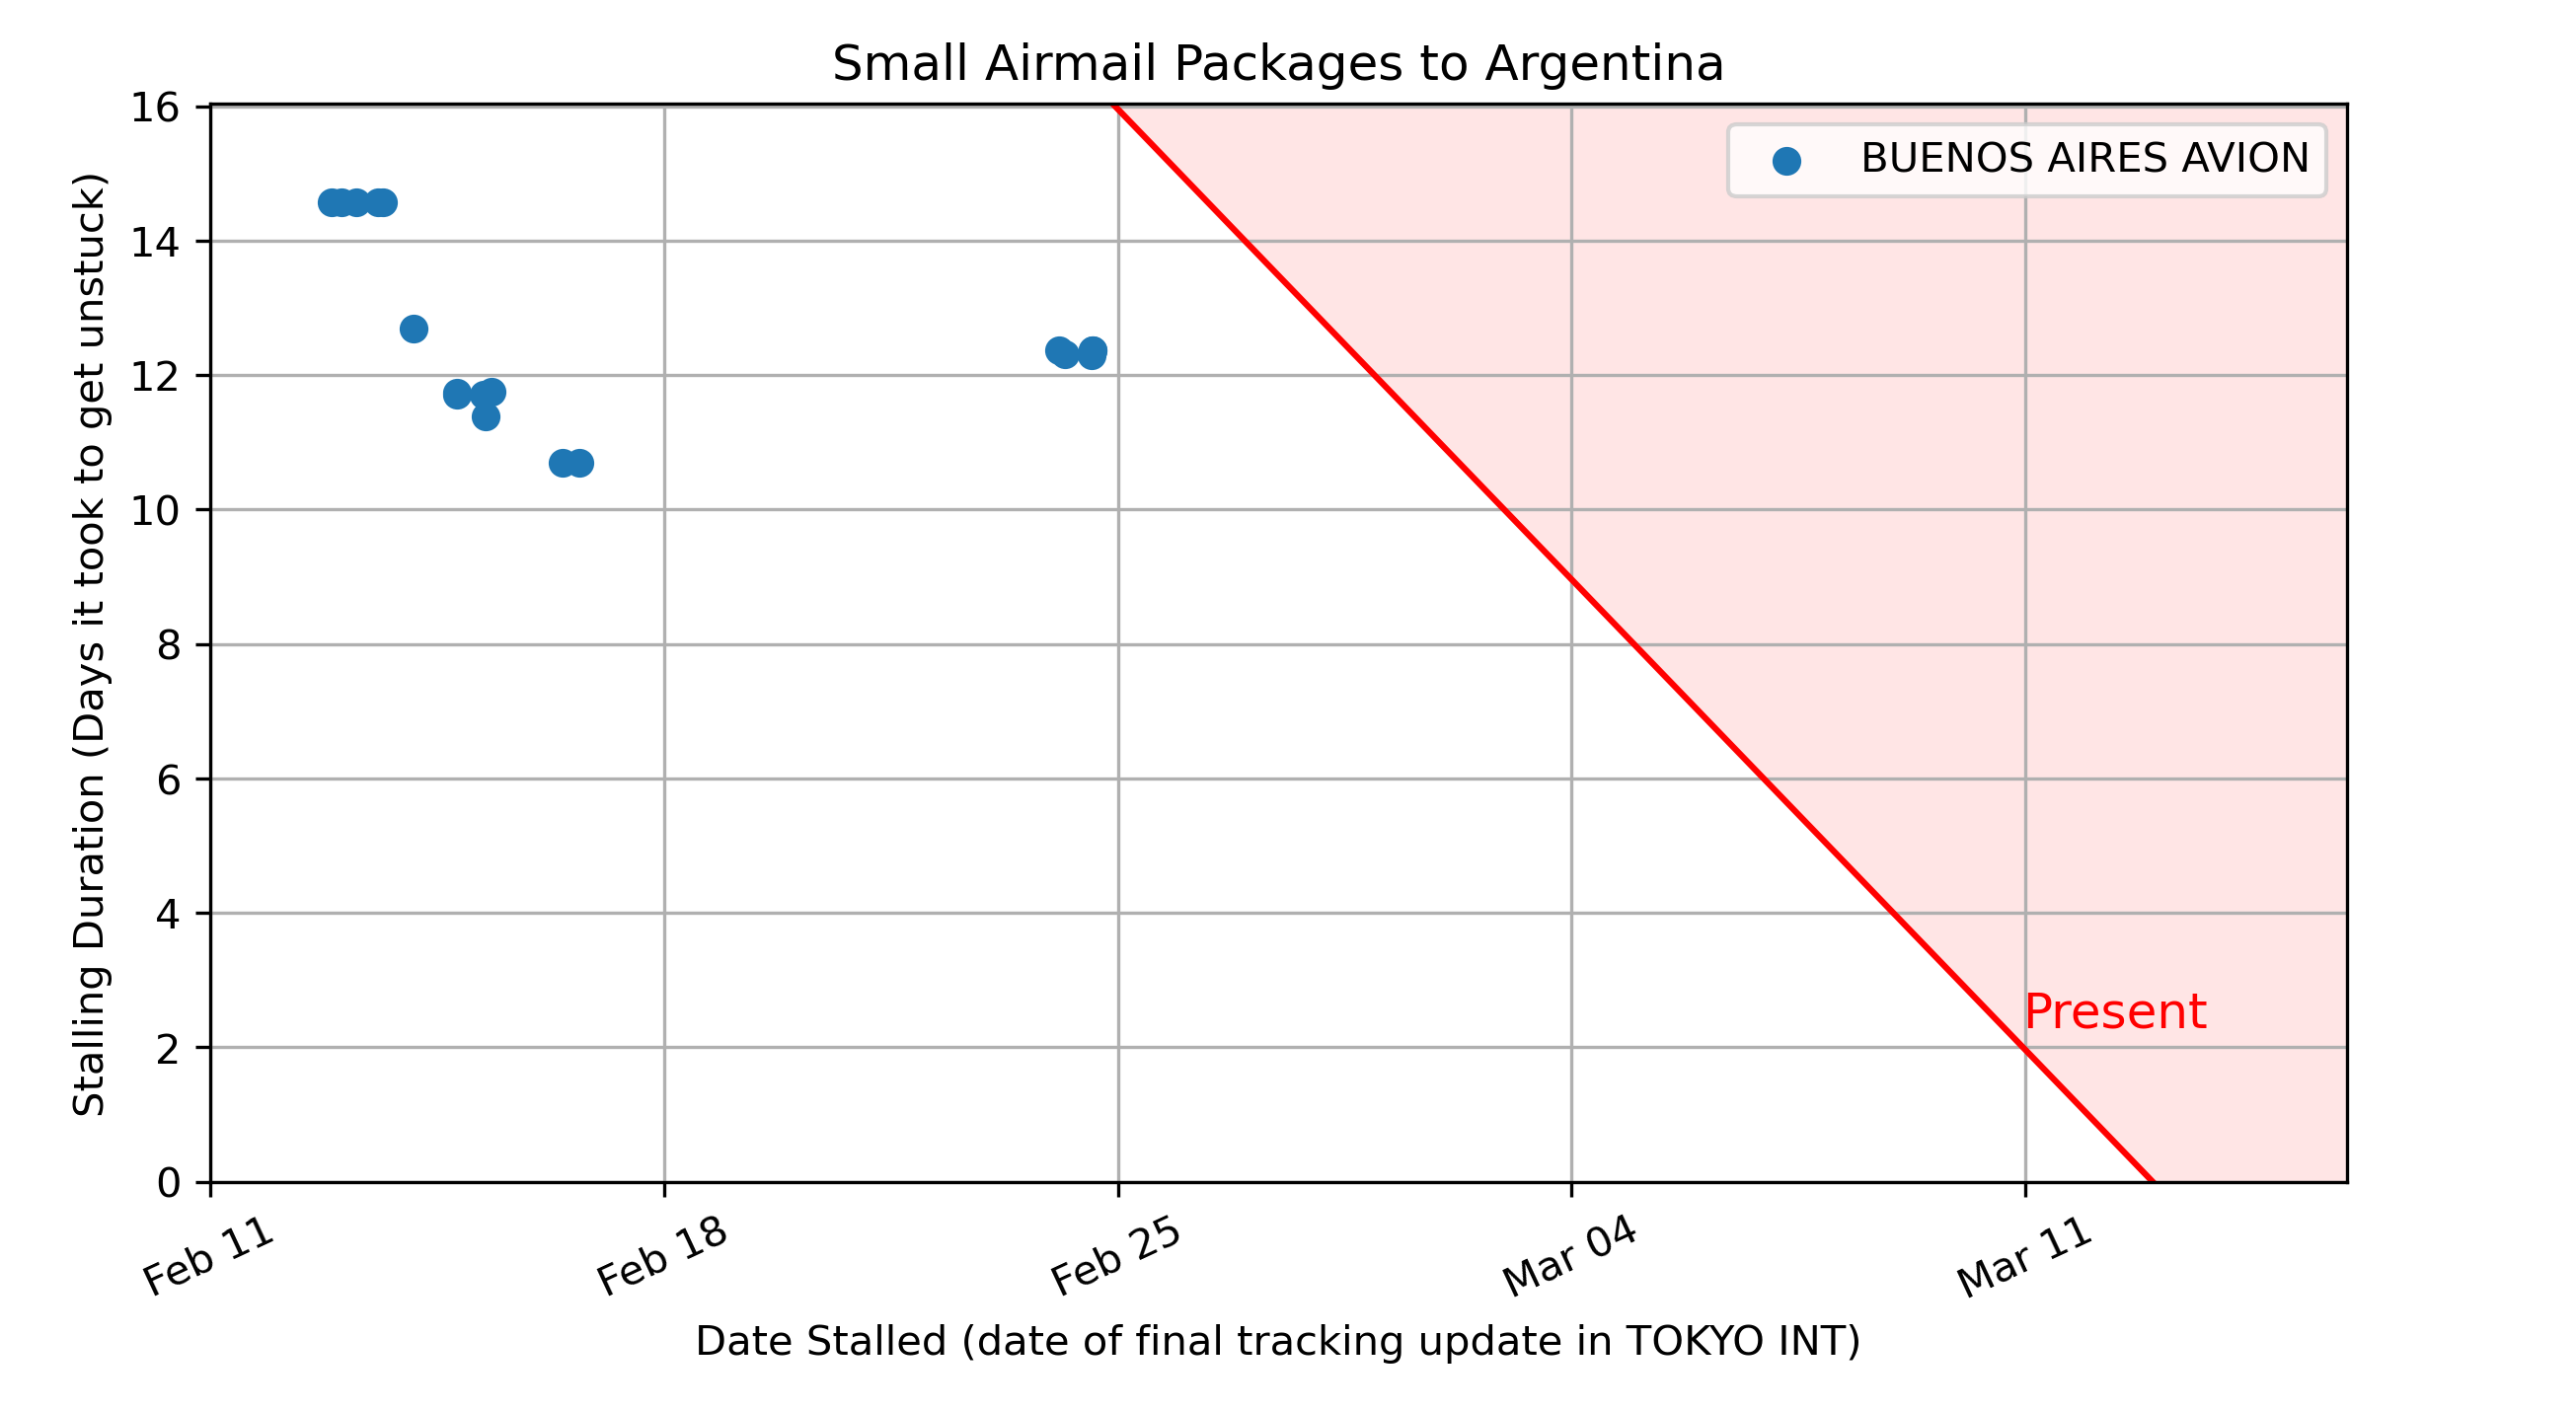 Small Airmail Packages to Argentina
BUENOS AIRES AVION
Stalling Duration (Days it took to get unstuck)
16
14
12
10
8
6
4
2
0
Present
Feb 11
Feb 18
Feb 25
Mar 04
Mar 11
Date Stalled (date of final tracking update in TOKYO INT)